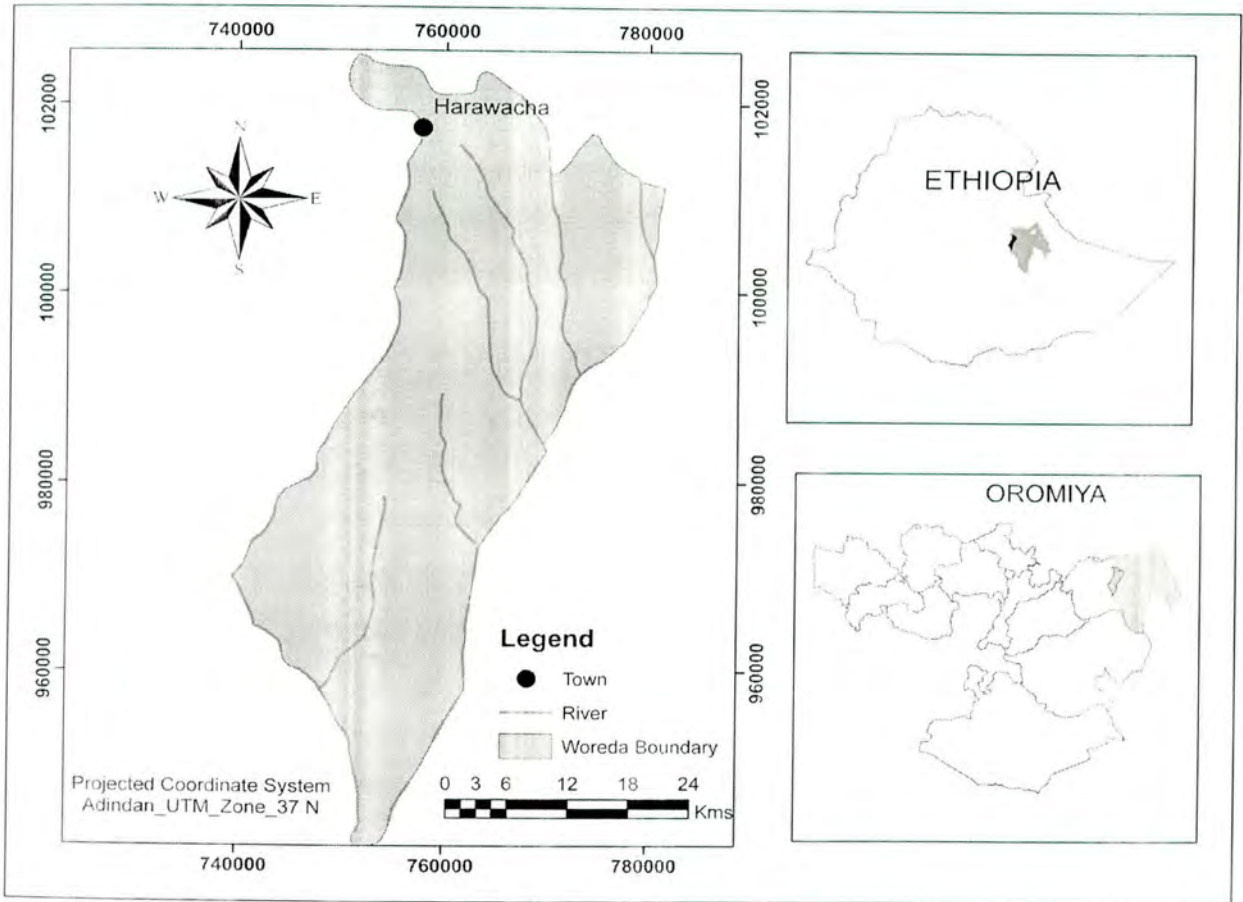 740000 760000 780000
102000
100000
980000
960000
102000
100000
980000
960000
Harawacha
N
W E
S
Legend
Town
River
Woreda Boundary
Projected Coordinate System
Adindan_UTM_Zone_37 N
0 3 6 12 18 24
Kms
740000 760000 780000
ETHIOPIA
OROMIYA